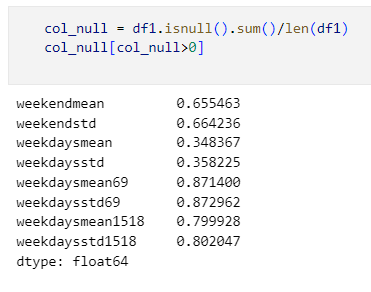 col_null = df1.isnull().sum()/len(df1)
col_null[col_null>0]
weekendmean 0.655463
weekendstd 0.664236
weekdaysmean 0.348367
weekdaysstd 0.358225
weekdaysmean69 0.871400
weekdaysstd69 0.872962
weekdaysmean1518 0.799928
weekdaysstd1518 0.802047
dtype: float64